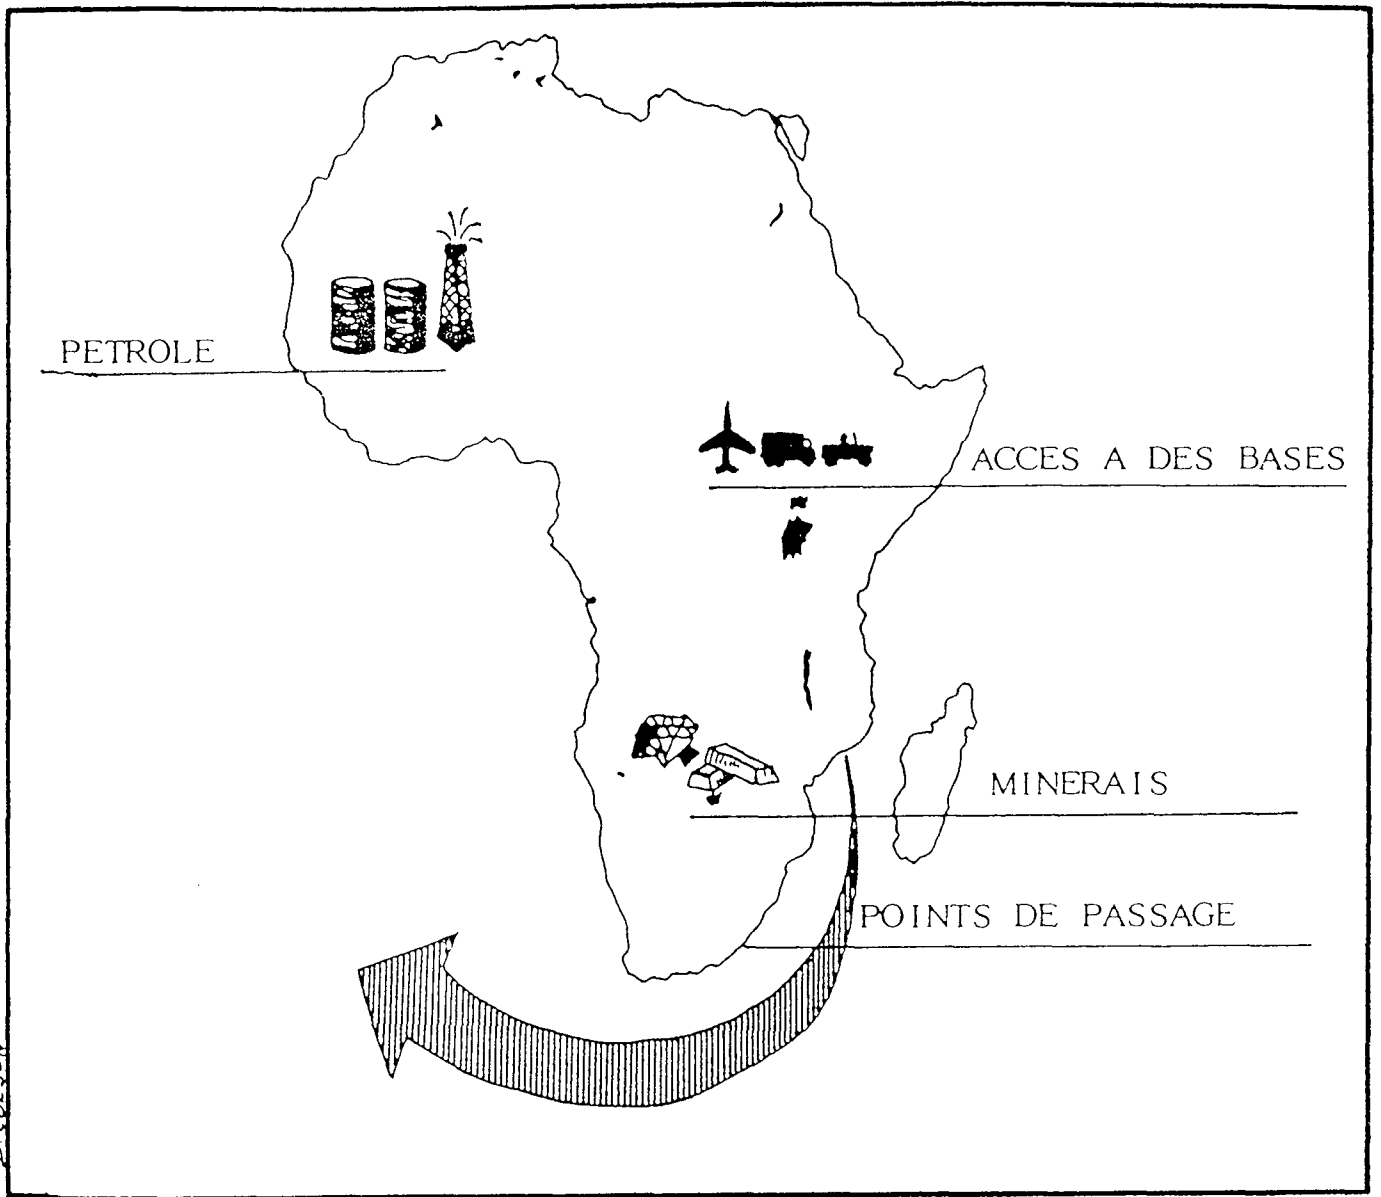 PETROLE
ACCES A DES BASES
MINERAIS
POINTS DE PASSAGE